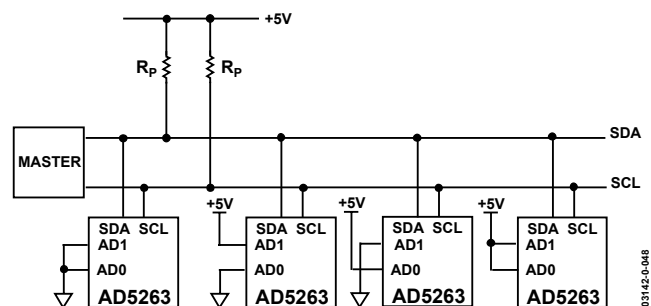 +5V
RP RP
MASTER
SDA
SCL
+5V +5V +5V
SDA SCL SDA SCL SDA SCL SDA SCL
AD1 AD1 AD1 AD1
AD0 AD0 AD0 AD0
AD5263 AD5263 AD5263 AD5263
03142-0-048